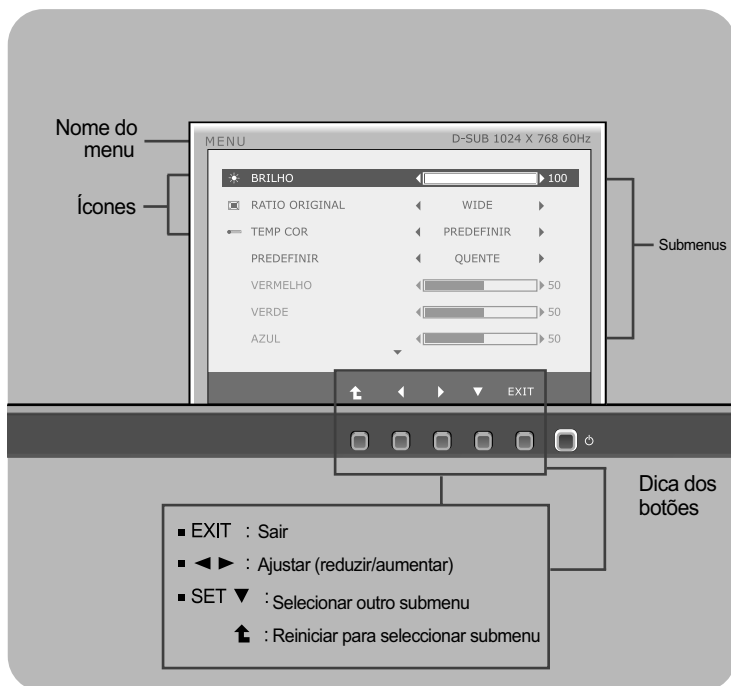 Nome do
menu
MENU
D-SUB 1024 X 768 60Hz
Ícones
BRILHO 100
RATIO ORIGINAL WIDE
TEMP COR PREDEFINIR
PREDEFINIR QUENTE
VERMELHO 50
VERDE 50
AZUL 50
Submenus
EXIT
Dica dos
botões
■ EXIT : Sair
■ ◄ ► : Ajustar (reduzir/aumentar)
■ SET ▼ : Selecionar outro submenu
: Reiniciar para seleccionar submenu